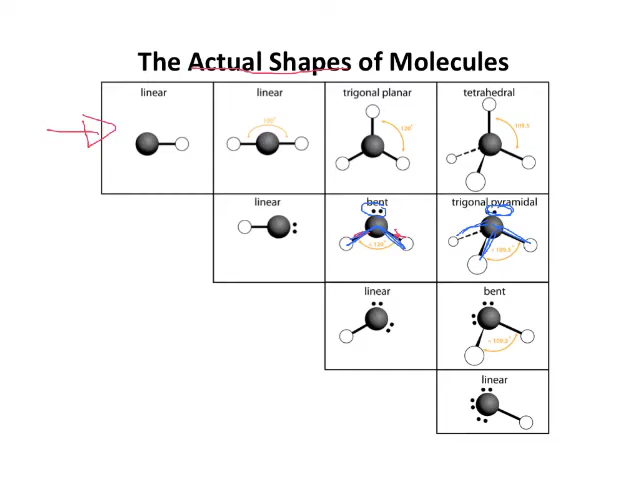 The Actual Shapes of Molecules
linear linear trigonal planar tetrahedral
180° 120° 109.5
linear bent trigonal pyramidal
< 120° < 109.5°
linear bent
< 109.5°
linear